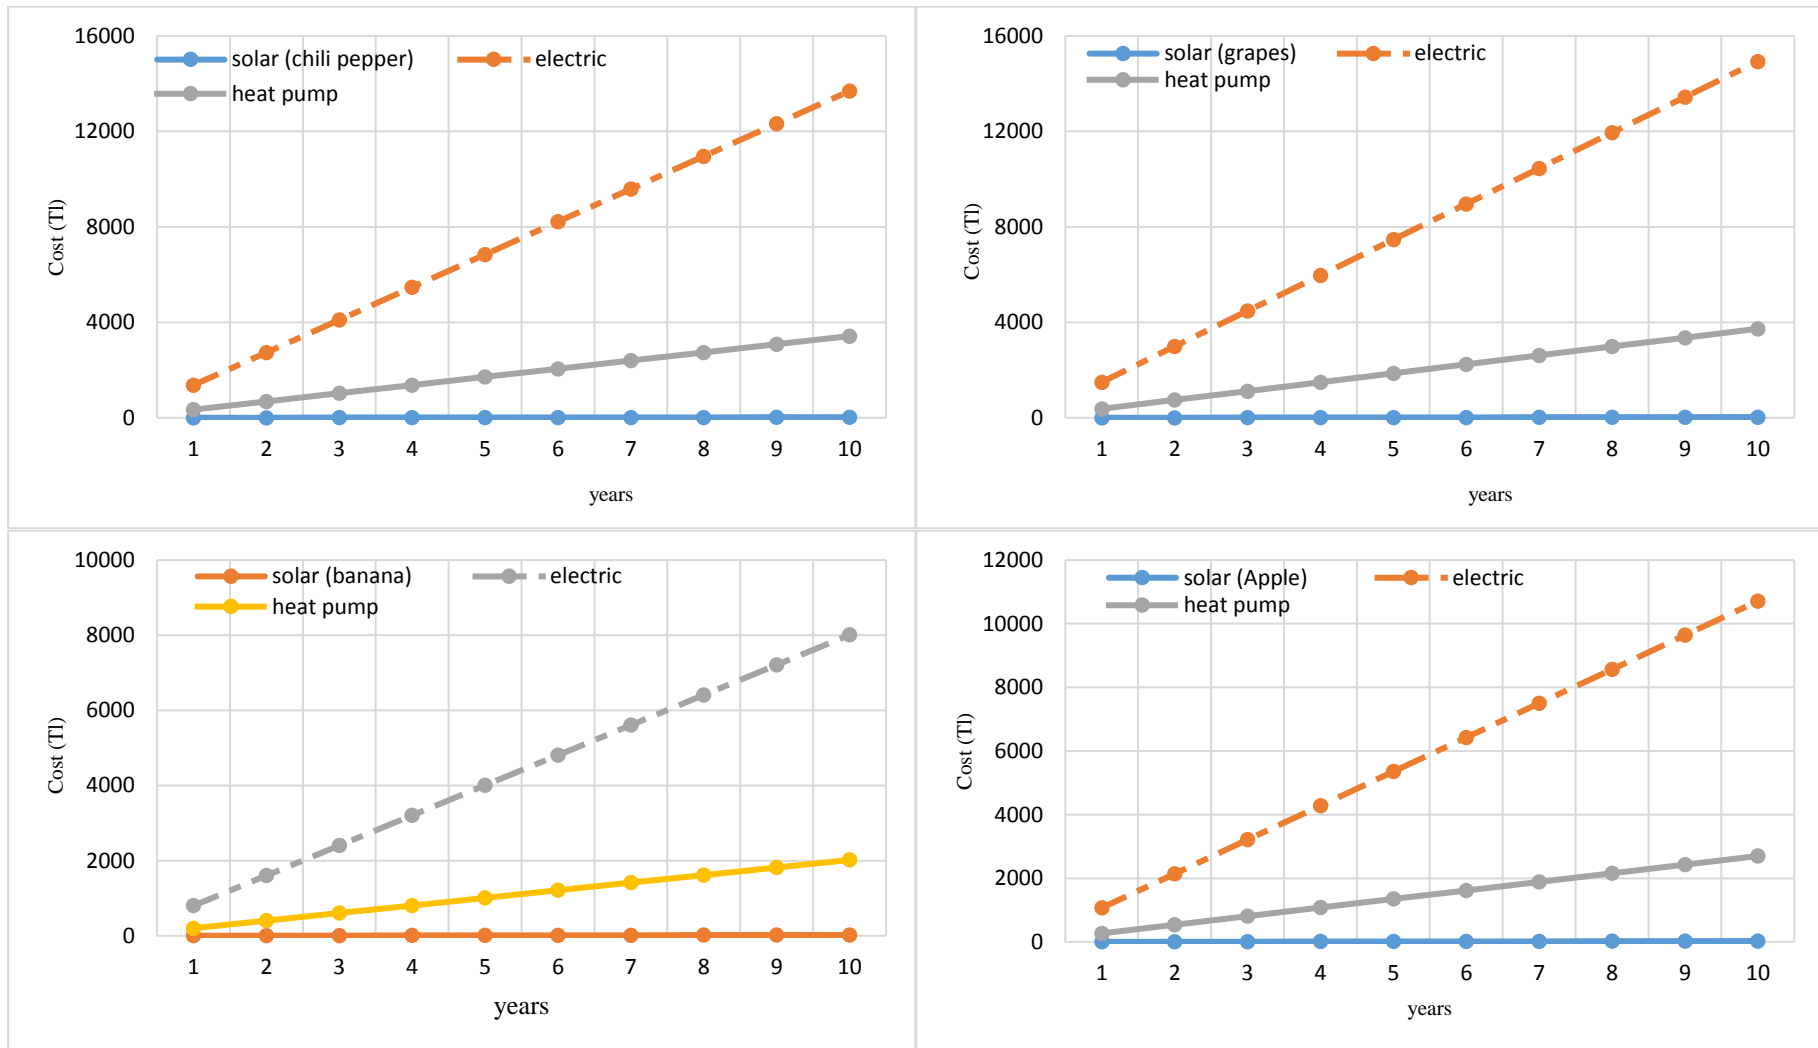 16000
12000
8000
4000
0
Cost (Tl)
solar (chili pepper)
electric
heat pump
1 2 3 4 5 6 7 8 9 10
years
16000
12000
8000
4000
0
Cost (Tl)
solar (grapes)
electric
heat pump
1 2 3 4 5 6 7 8 9 10
years
10000
8000
6000
4000
2000
0
Cost (Tl)
solar (banana)
electric
heat pump
1 2 3 4 5 6 7 8 9 10
years
12000
10000
8000
6000
4000
2000
0
Cost (Tl)
solar (Apple)
electric
heat pump
1 2 3 4 5 6 7 8 9 10
years